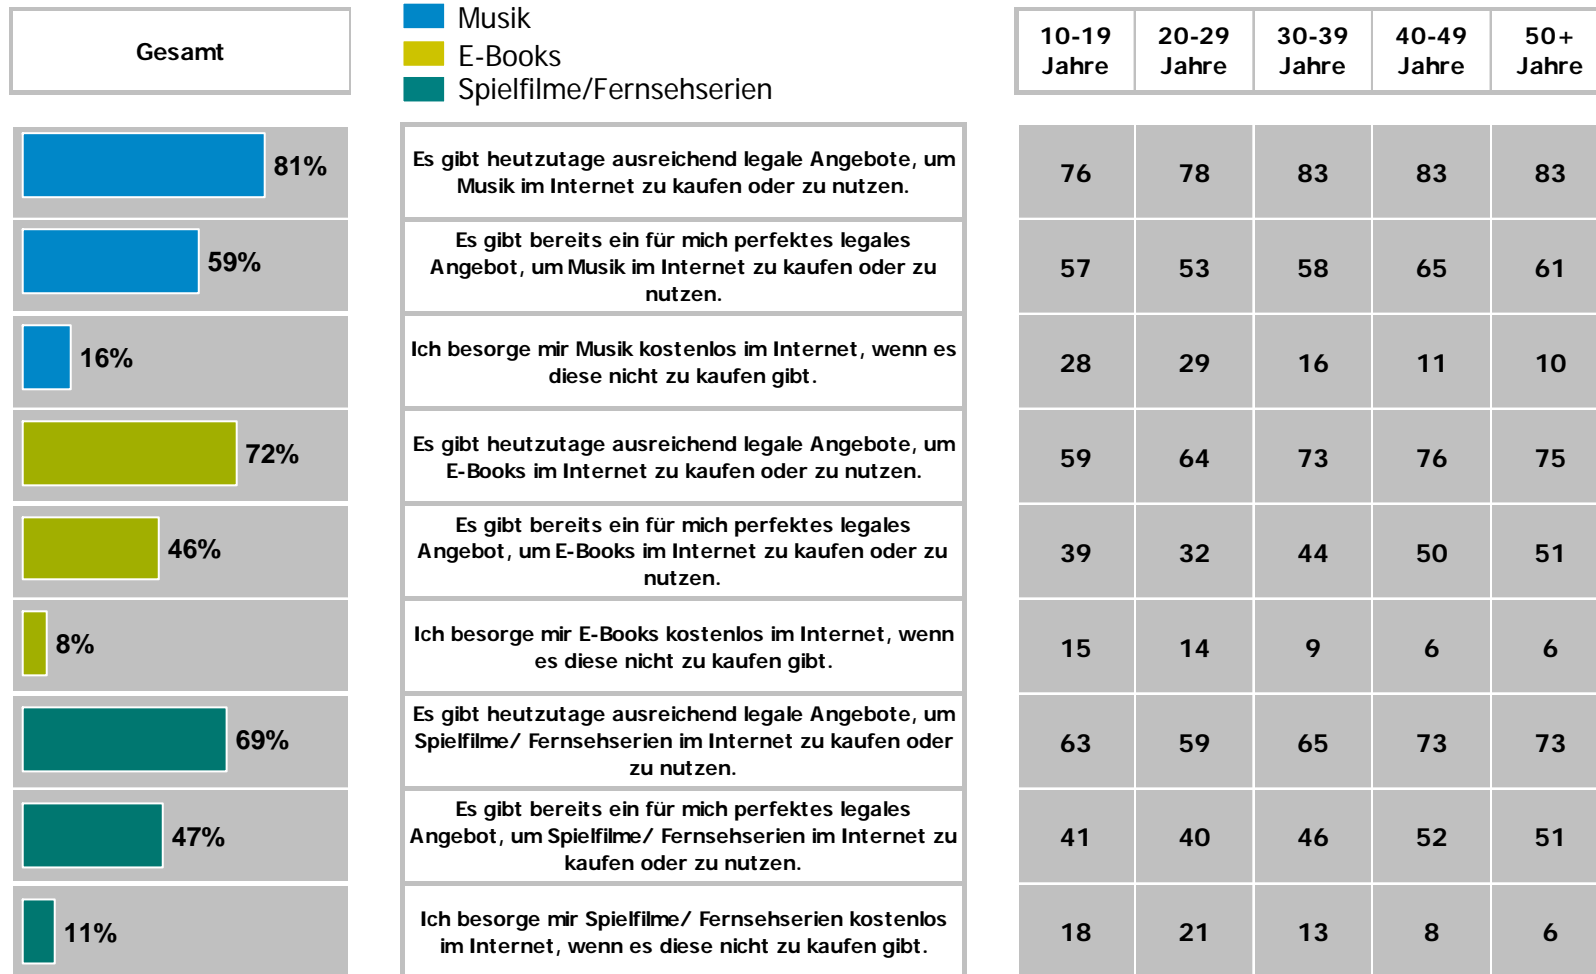 Gesamt
Musik
E-Books
Spielfilme/Fernsehserien
10-19 Jahre
20-29 Jahre
30-39 Jahre
40-49 Jahre
50+ Jahre
81%
Es gibt heutzutage ausreichend legale Angebote, um
Musik im Internet zu kaufen oder zu nutzen.
76 78 83 83 83
59%
Es gibt bereits ein für mich perfektes legales
Angebot, um Musik im Internet zu kaufen oder zu
nutzen.
57 53 58 65 61
16%
Ich besorge mir Musik kostenlos im Internet, wenn es
diese nicht zu kaufen gibt.
28 29 16 11 10
72%
Es gibt heutzutage ausreichend legale Angebote, um
E-Books im Internet zu kaufen oder zu nutzen.
59 64 73 76 75
46%
Es gibt bereits ein für mich perfektes legales
Angebot, um E-Books im Internet zu kaufen oder zu
nutzen.
39 32 44 50 51
8%
Ich besorge mir E-Books kostenlos im Internet, wenn
es diese nicht zu kaufen gibt.
15 14 9 6 6
69%
Es gibt heutzutage ausreichend legale Angebote, um
Spielfilme/ Fernsehserien im Internet zu kaufen oder
zu nutzen.
63 59 65 73 73
47%
Es gibt bereits ein für mich perfektes legales
Angebot, um Spielfilme/ Fernsehserien im Internet zu
kaufen oder zu nutzen.
41 40 46 52 51
11%
Ich besorge mir Spielfilme/ Fernsehserien kostenlos
im Internet, wenn es diese nicht zu kaufen gibt.
18 21 13 8 6